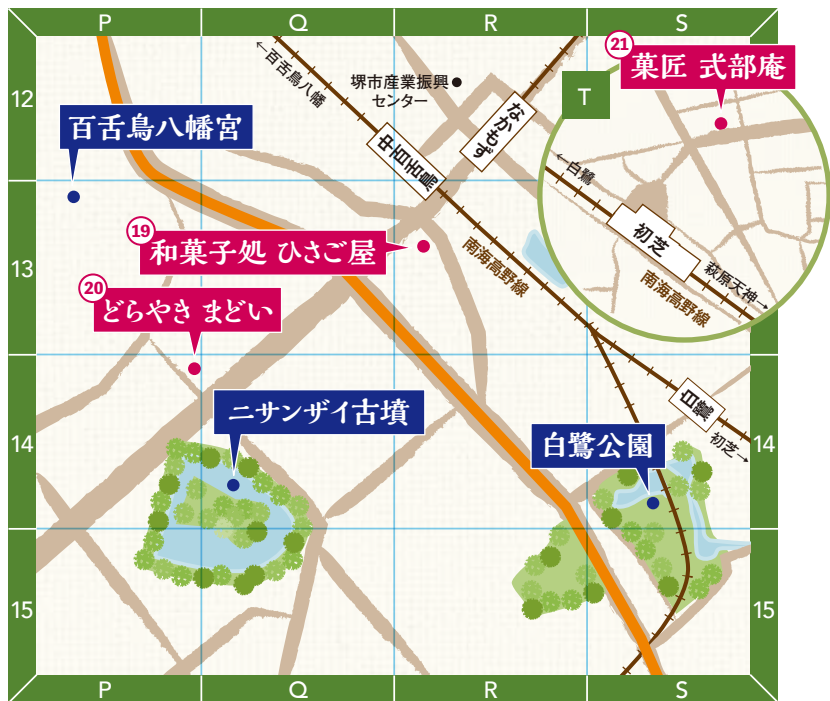 P Q R S
21
菓匠 式部庵
T
←百舌鳥八幡
堺市産業振興
センター
なかもず
12
百舌鳥八幡宮
中百舌鳥
←白鷺
初芝
19
和菓子処 ひさご屋
南海高野線
萩原天神→
南海高野線
13
20
どらやき まどい
白鷺
ニサンザイ古墳
白鷺公園
初芝→
14
14
15
15
P Q R S